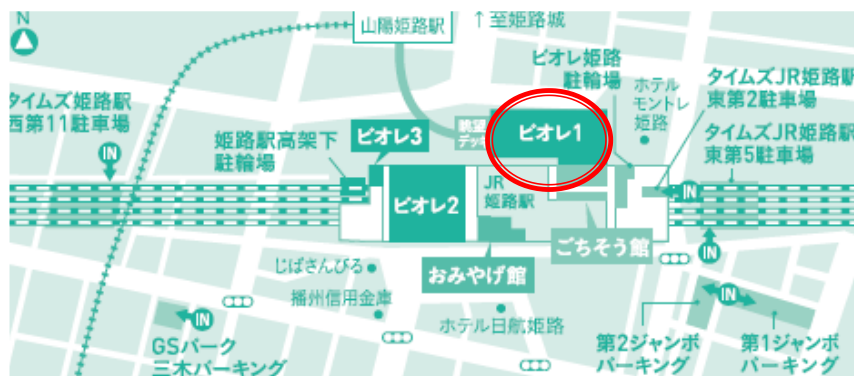 N
山陽姫路駅
↑至姫路城
ピオレ姫路
駐輪場
タイムズ姫路駅
西第11駐車場
IN
姫路駅高架下
駐輪場
ピオレ3
眺望
デッキ
ピオレ1
ホテル
モントレ
姫路
タイムズJR姫路駅
東第2駐車場
タイムズJR姫路駅
東第5駐車場
IN
ピオレ2
JR
姫路駅
ごちそう館
おみやげ館
IN
じばさんびる
播州信用金庫
ホテル日航姫路
IN
GSパーク
三木パーキング
IN
第2ジャンボ
パーキング
第1ジャンボ
パーキング